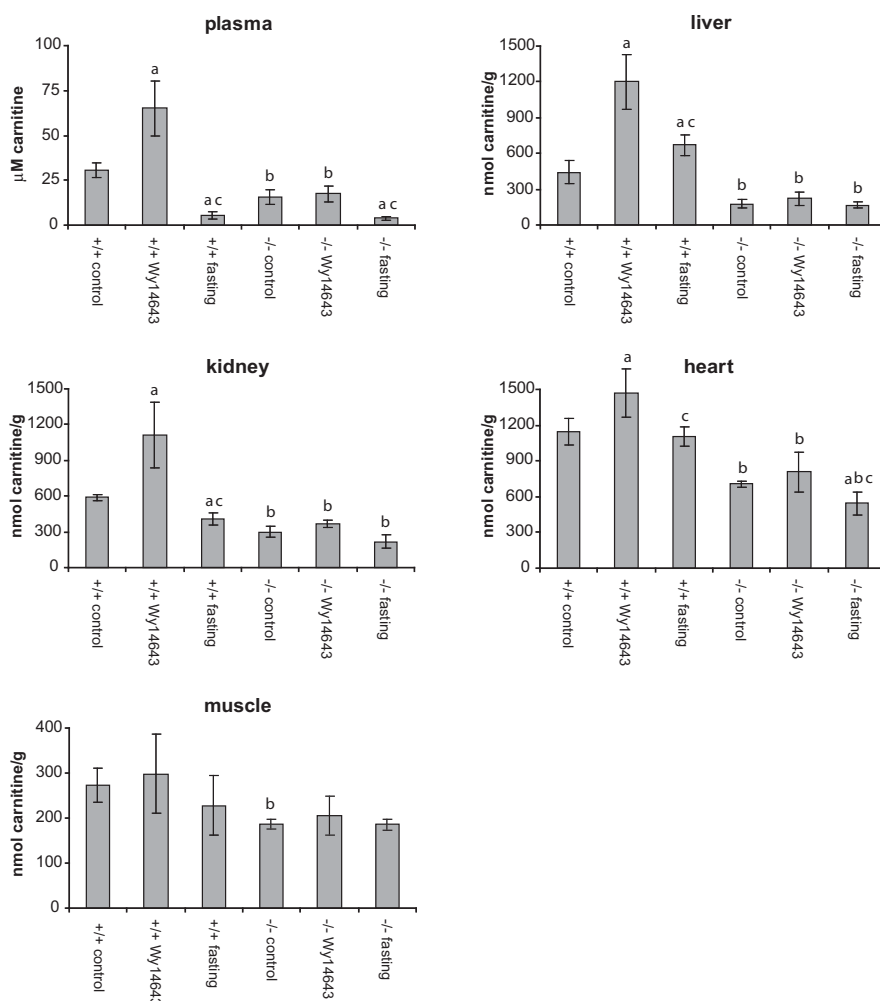 plasma
100
75
50
25
0
μM carnitine
a
a c
b
b
a c
+/+ control
+/+ Wy14643
+/+ fasting
-/- control
-/- Wy14643
-/- fasting
liver
1500
1200
900
600
300
0
nmol carnitine/g
a
a c
b
b
b
+/+ control
+/+ Wy14643
+/+ fasting
-/- control
-/- Wy14643
-/- fasting
kidney
1500
1200
900
600
300
0
nmol carnitine/g
a
a c
b
b
b
+/+ control
+/+ Wy14643
+/+ fasting
-/- control
-/- Wy14643
-/- fasting
heart
1500
1200
900
600
300
0
nmol carnitine/g
a
c
b
b
a b c
+/+ control
+/+ Wy14643
+/+ fasting
-/- control
-/- Wy14643
-/- fasting
muscle
400
300
200
100
0
nmol carnitine/g
b
+/+ control
+/+ Wy14643
+/+ fasting
-/- control
-/- Wy14643
-/- fasting